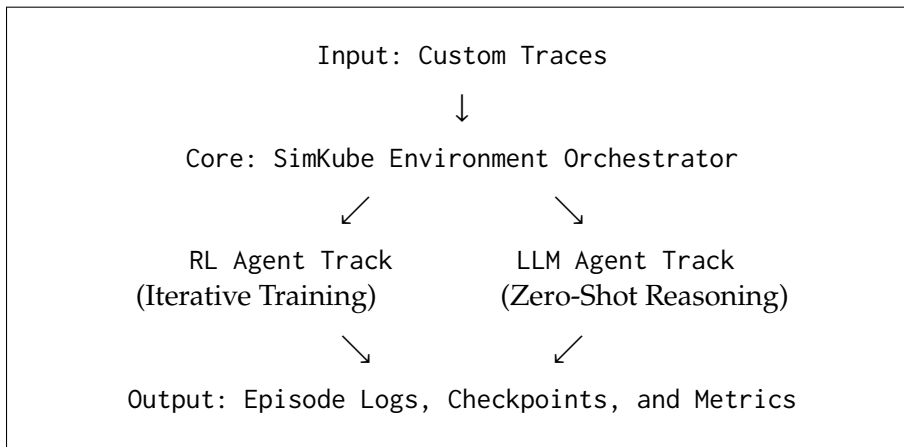 Input: Custom Traces
↓
Core: SimKube Environment Orchestrator
↙ ↘
RL Agent Track LLM Agent Track
(Iterative Training) (Zero-Shot Reasoning)
↘ ↙
Output: Episode Logs, Checkpoints, and Metrics